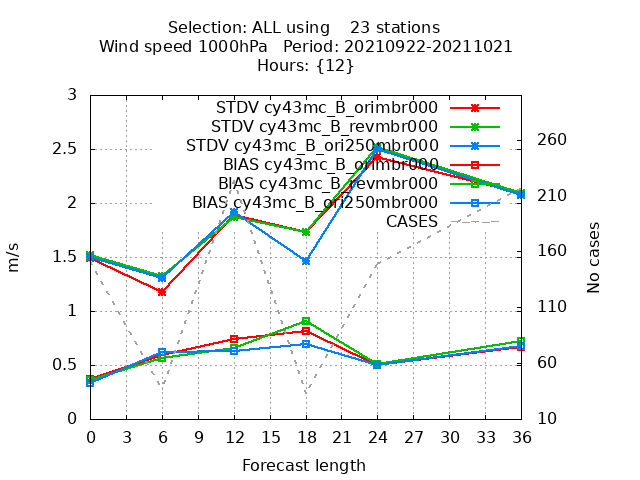 Selection: ALL using    23 stations
Wind speed 1000hPa   Period: 20210922-20211021
Hours: {12}
STDV cy43mc_B_orimbr000
STDV cy43mc_B_revmbr000
STDV cy43mc_B_ori250mbr000
BIAS cy43mc_B_orimbr000
BIAS cy43mc_B_revmbr000
BIAS cy43mc_B_ori250mbr000
CASES
3
2.5
2
1.5
1
0.5
0
m/s
260
210
160
110
60
10
No cases
0 3 6 9 12 15 18 21 24 27 30 33 36
Forecast length